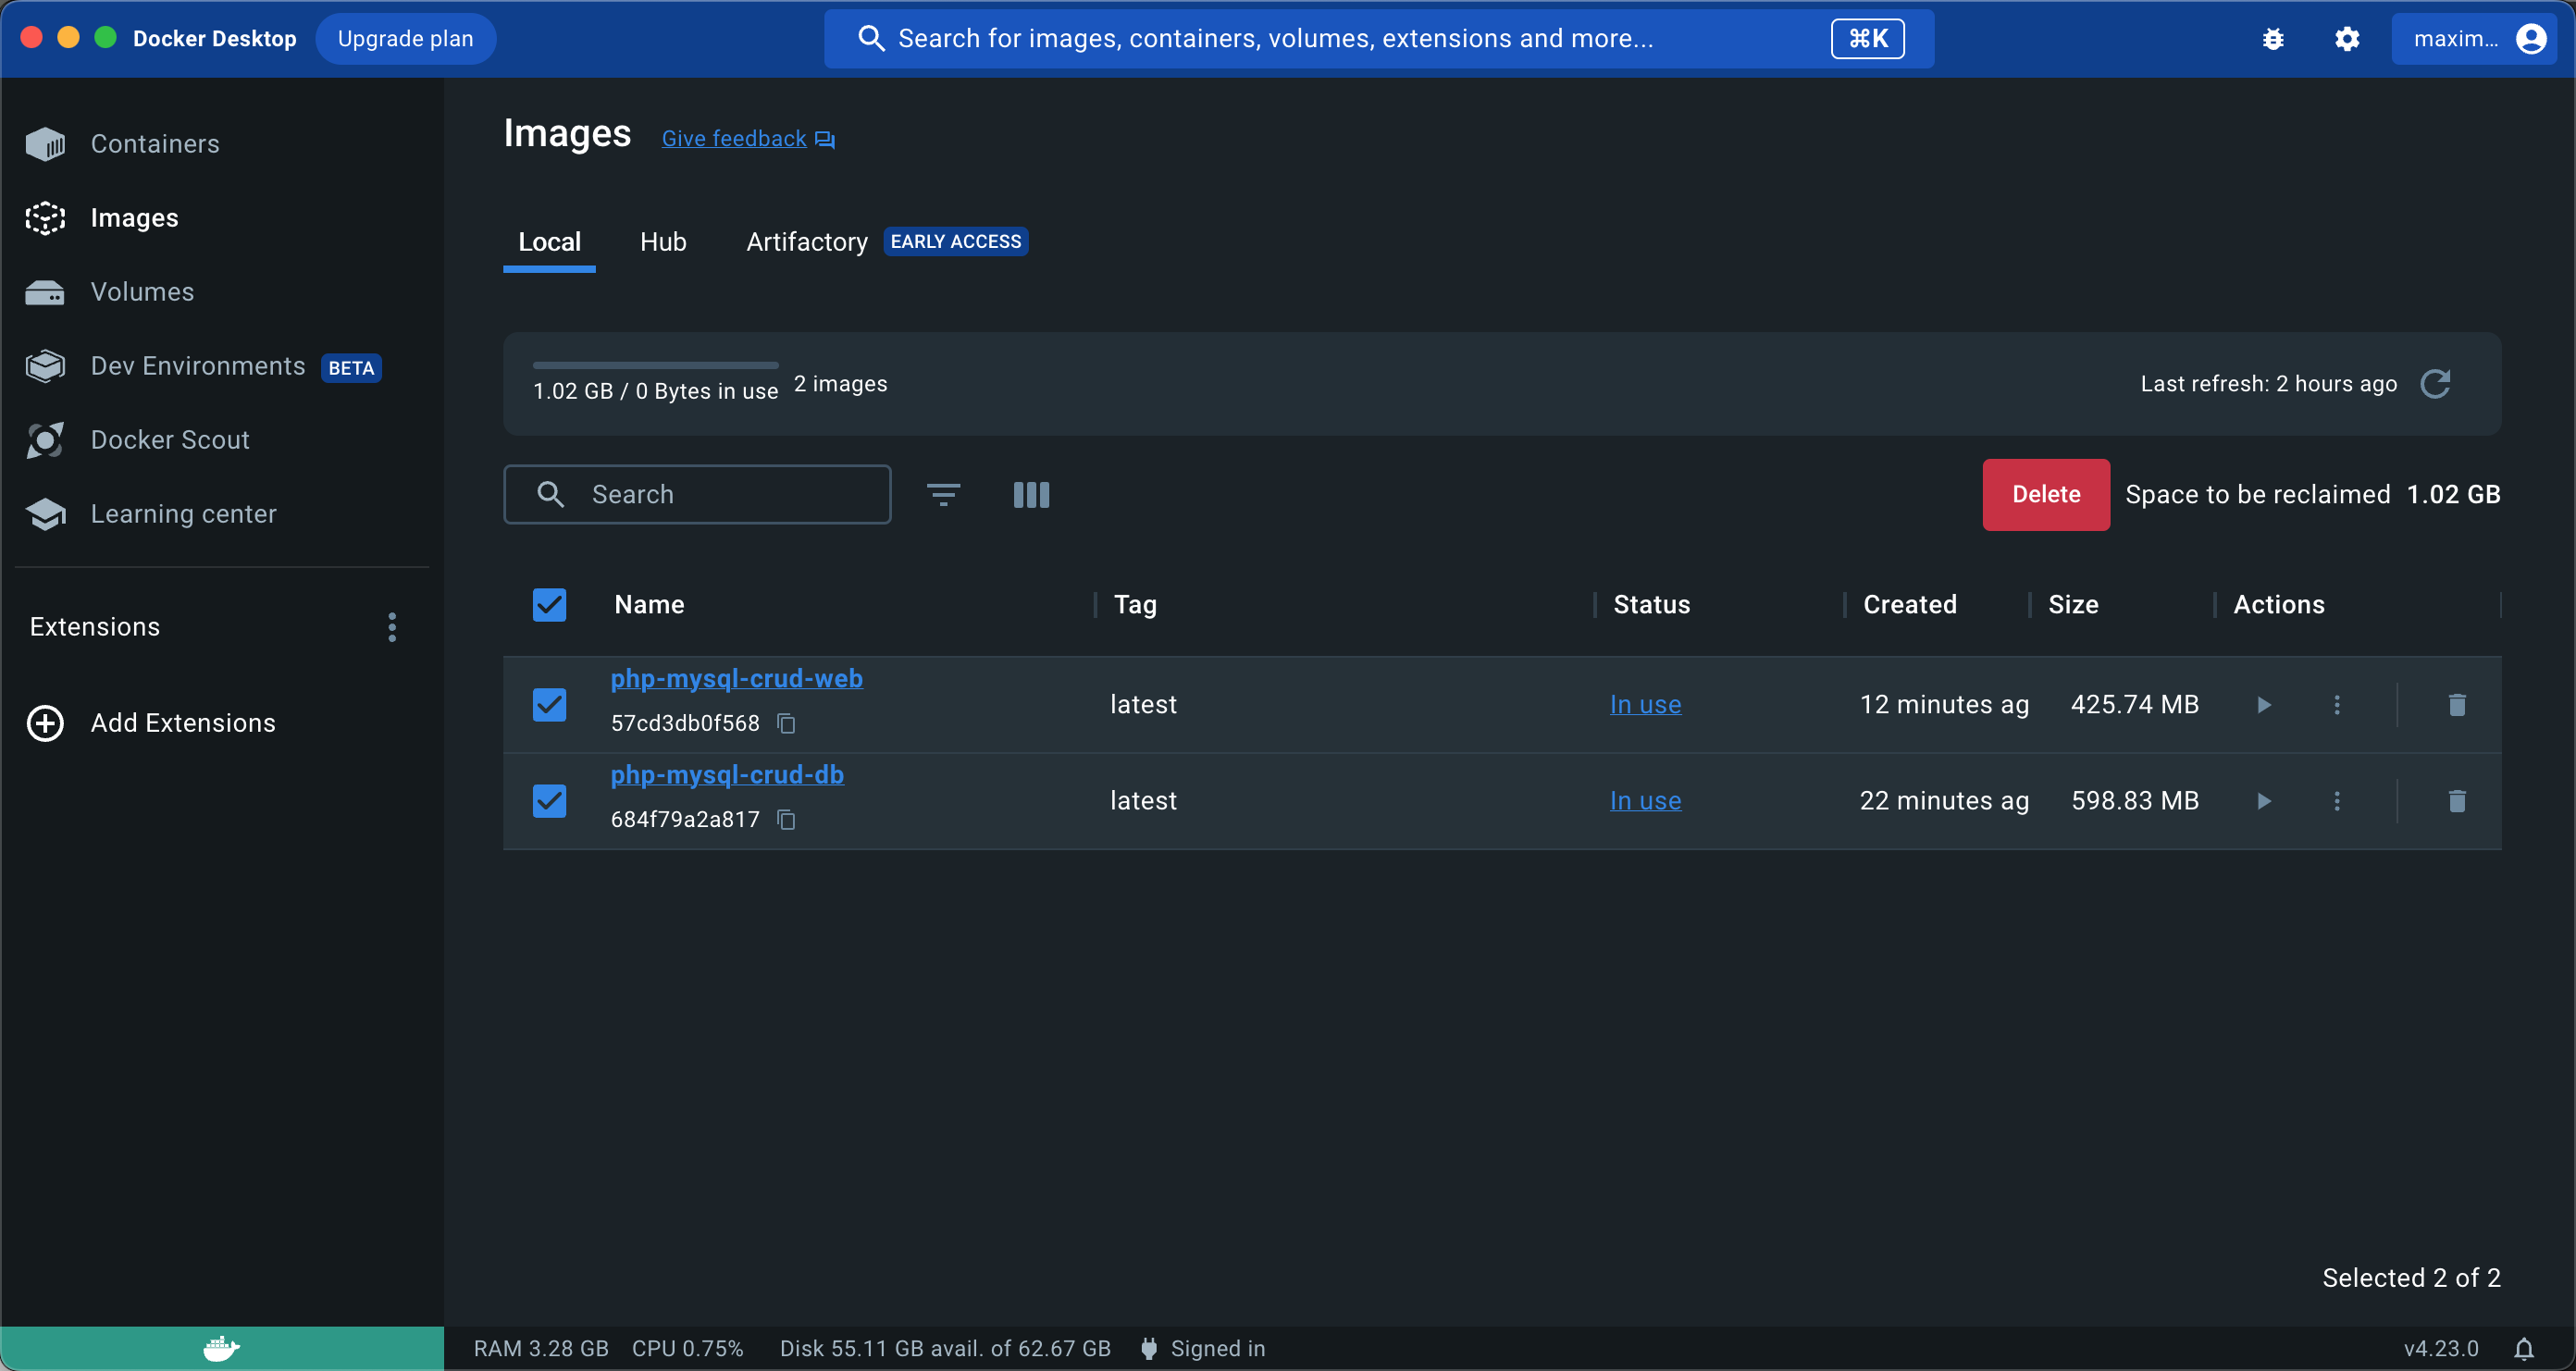 Docker Desktop Upgrade plan Search for images, containers, volumes, extensions and more... ⌘K maxim...
Containers
Images
Volumes
Dev Environments BETA
Docker Scout
Learning center
Extensions
Add Extensions
Images Give feedback
Local Hub Artifactory EARLY ACCESS
1.02 GB / 0 Bytes in use 2 images Last refresh: 2 hours ago
Search Delete Space to be reclaimed 1.02 GB
Name Tag Status Created Size Actions
php-mysql-crud-web
57cd3db0f568 latest In use 12 minutes ag 425.74 MB
php-mysql-crud-db
684f79a2a817 latest In use 22 minutes ag 598.83 MB
Selected 2 of 2
RAM 3.28 GB CPU 0.75% Disk 55.11 GB avail. of 62.67 GB Signed in v4.23.0